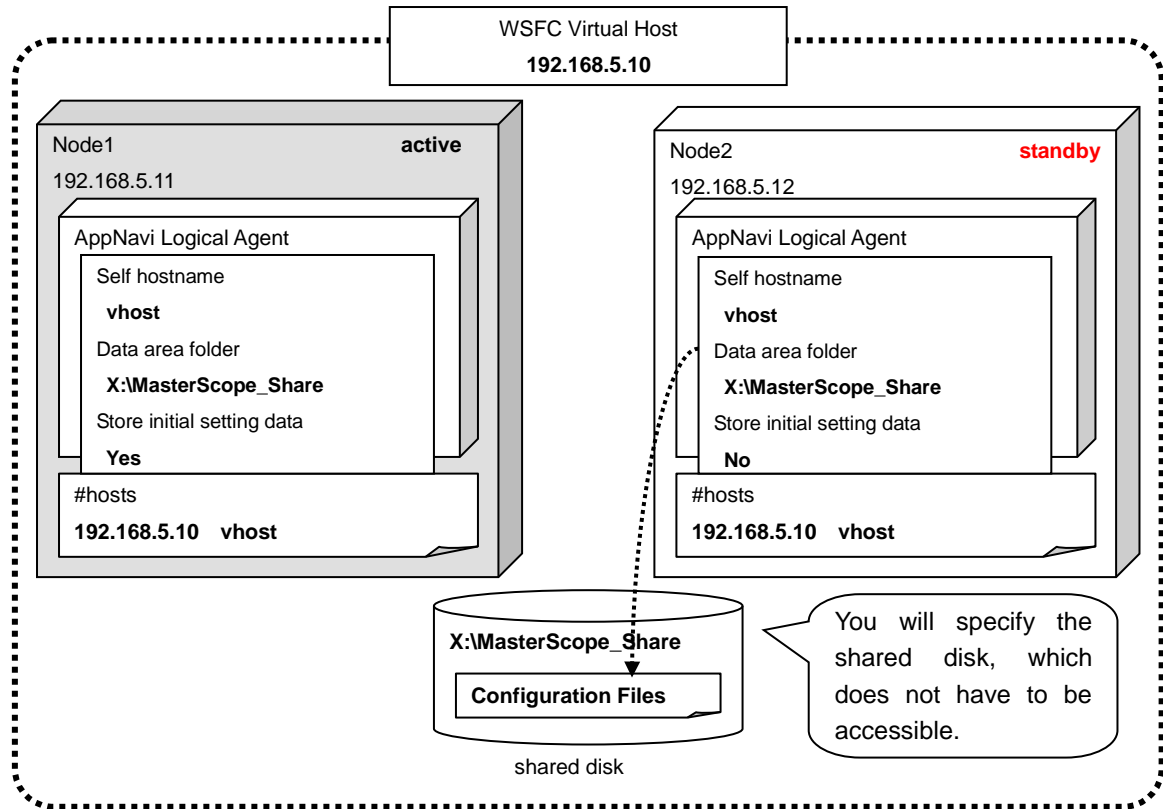 WSFC Virtual Host
192.168.5.10
Node1 active
192.168.5.11
AppNavi Logical Agent
Self hostname
vhost
Data area folder
X:\MasterScope_Share
Store initial setting data
Yes
#hosts
192.168.5.10 vhost
Node2 standby
192.168.5.12
AppNavi Logical Agent
Self hostname
vhost
Data area folder
X:\MasterScope_Share
Store initial setting data
No
#hosts
192.168.5.10 vhost
X:\MasterScope_Share
Configuration Files
shared disk
You will specify the
shared disk, which
does not have to be
accessible.